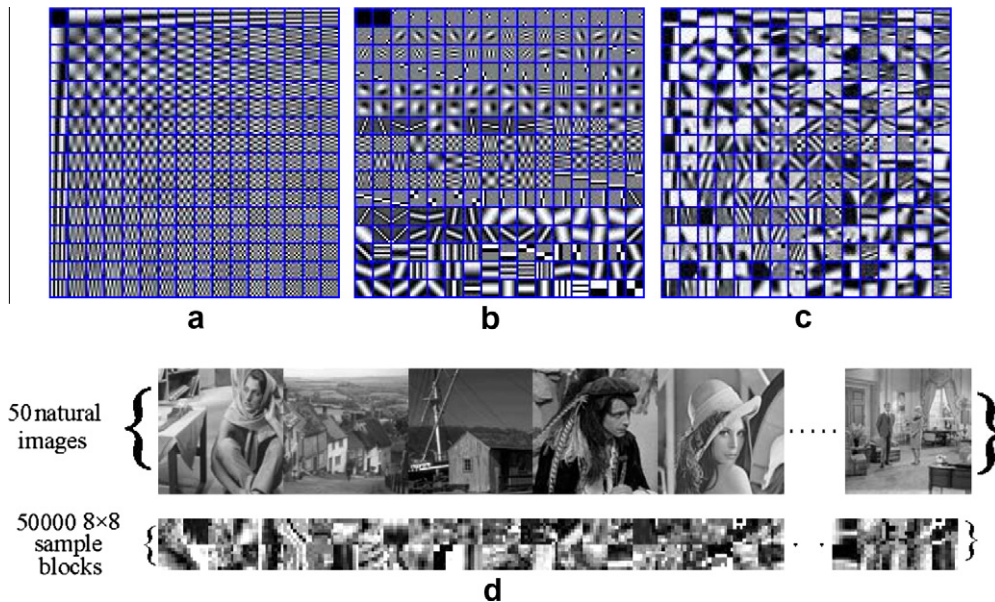 a
b
c
50 natural
images
.....
50000 8×8
sample
blocks
. .
d